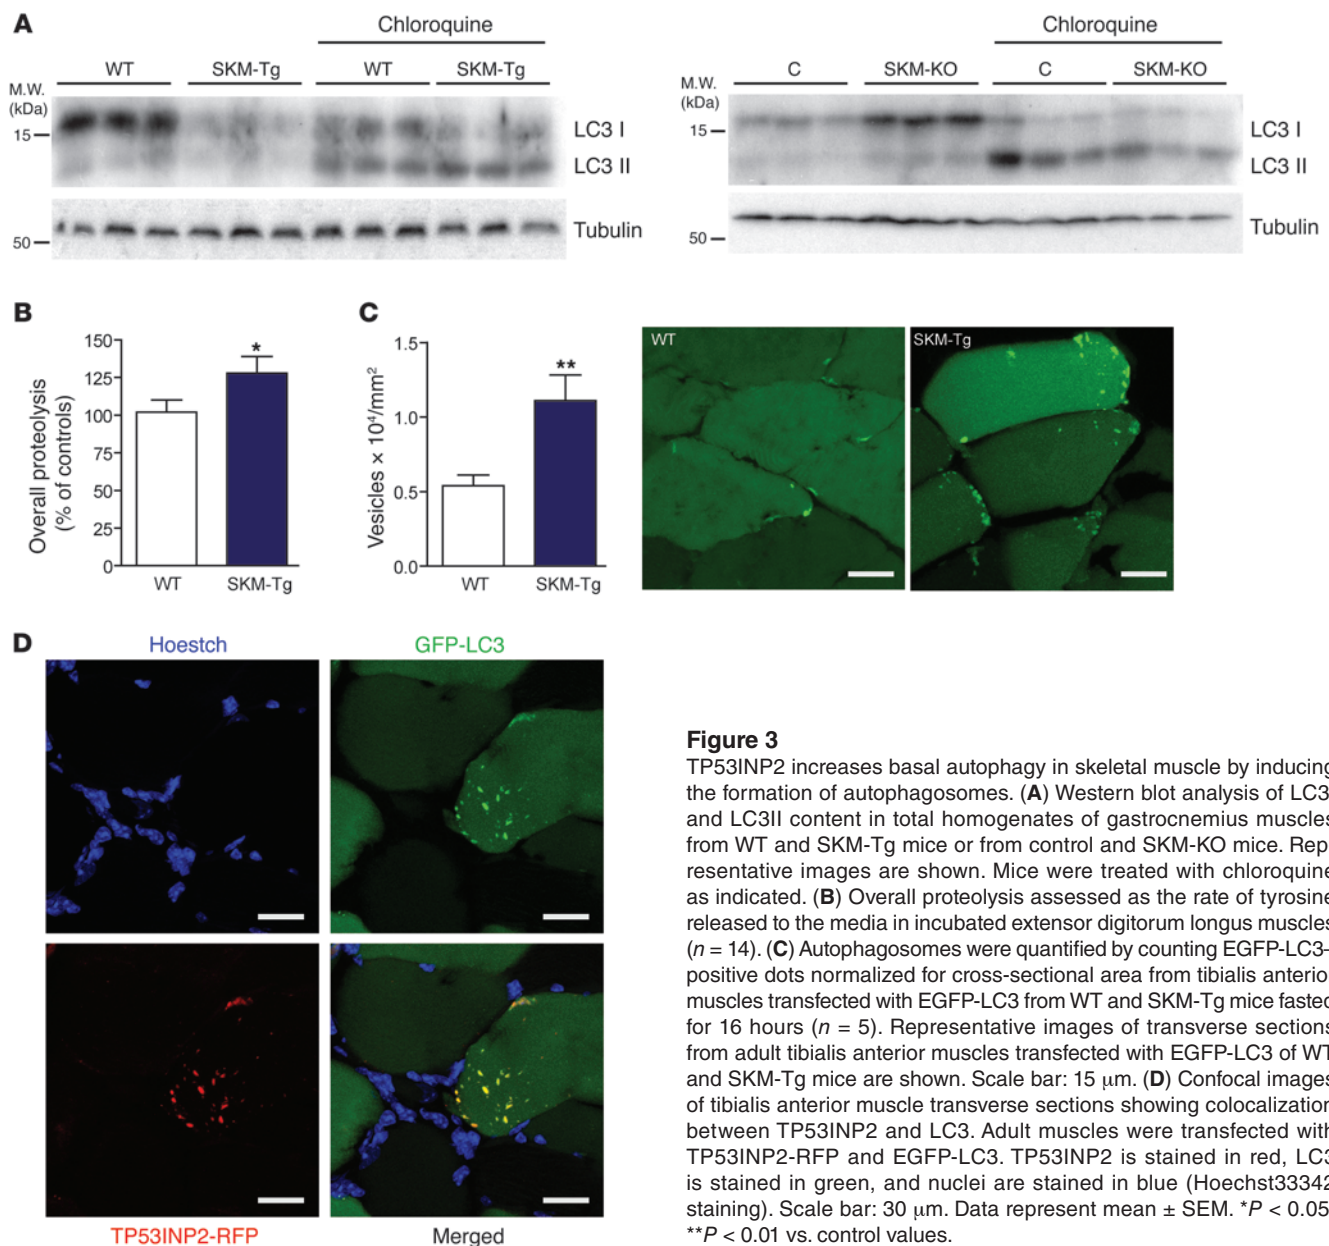 A
Chloroquine
WT SKM-Tg WT SKM-Tg
M.W.
(kDa)
15
LC3 I
LC3 II
50
Tubulin
Chloroquine
C SKM-KO C SKM-KO
M.W.
(kDa)
15
LC3 I
LC3 II
50
Tubulin
B
Overall proteolysis
(% of controls)
150
125
100
75
50
25
0
*
WT SKM-Tg
C
Vesicles × 10⁴/mm²
1.5
1.0
0.5
0.0
**
WT SKM-Tg
WT
SKM-Tg
D
Hoestch
GFP-LC3
TP53INP2-RFP
Merged
Figure 3
TP53INP2 increases basal autophagy in skeletal muscle by inducing
the formation of autophagosomes. (A) Western blot analysis of LC3
and LC3II content in total homogenates of gastrocnemius muscles
from WT and SKM-Tg mice or from control and SKM-KO mice. Rep
resentative images are shown. Mice were treated with chloroquine
as indicated. (B) Overall proteolysis assessed as the rate of tyrosine
released to the media in incubated extensor digitorum longus muscles
(n = 14). (C) Autophagosomes were quantified by counting EGFP-LC3–
positive dots normalized for cross-sectional area from tibialis anterio
muscles transfected with EGFP-LC3 from WT and SKM-Tg mice fasted
for 16 hours (n = 5). Representative images of transverse sections
from adult tibialis anterior muscles transfected with EGFP-LC3 of WT
and SKM-Tg mice are shown. Scale bar: 15 μm. (D) Confocal images
of tibialis anterior muscle transverse sections showing colocalization
between TP53INP2 and LC3. Adult muscles were transfected with
TP53INP2-RFP and EGFP-LC3. TP53INP2 is stained in red, LC3
is stained in green, and nuclei are stained in blue (Hoechst33342
staining). Scale bar: 30 μm. Data represent mean ± SEM. *P < 0.05
**P < 0.01 vs. control values.